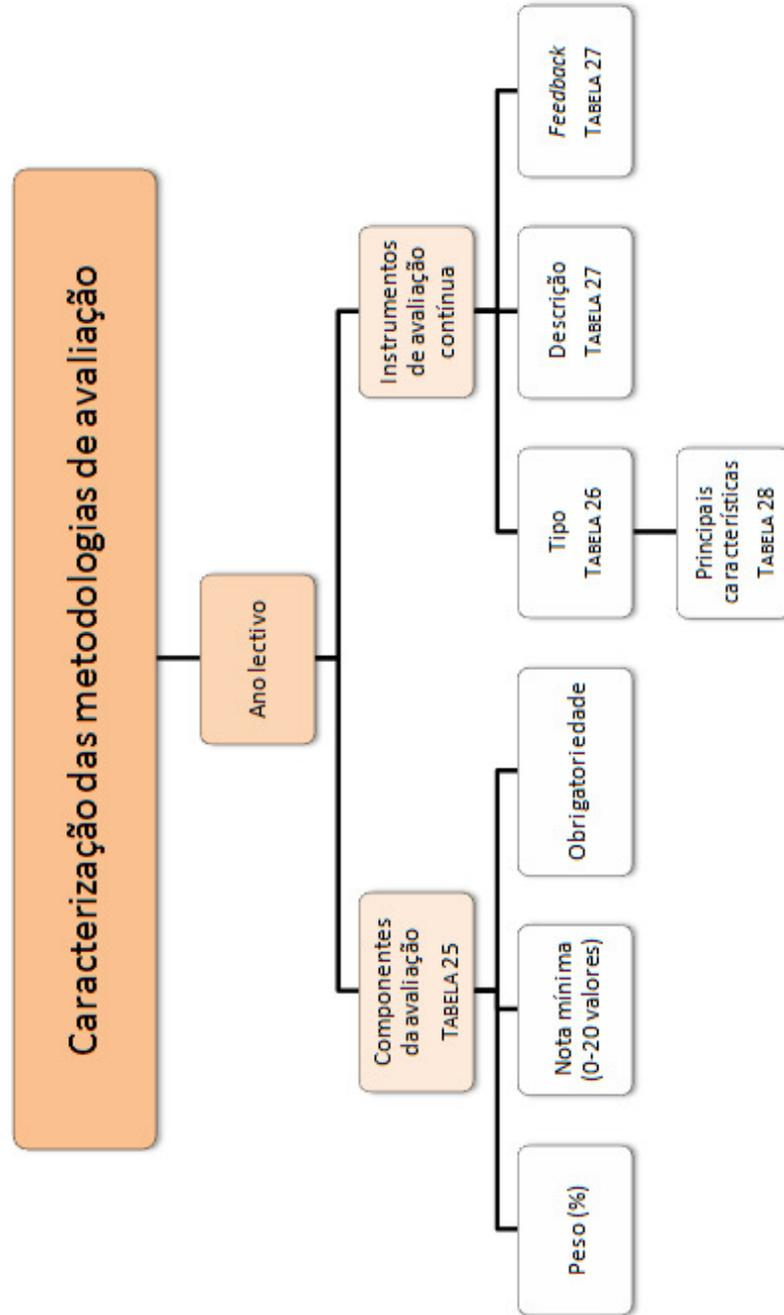 Caracterização das metodologias de avaliação
Ano lectivo
Componentes
da avaliação
TABELA 25
Peso (%)
Nota mínima
(0-20 valores)
Obrigatoriedade
Instrumentos
de avaliação
contínua
Tipo
TABELA 26
Principais
características
TABELA 28
Descrição
TABELA 27
Feedback
TABELA 27